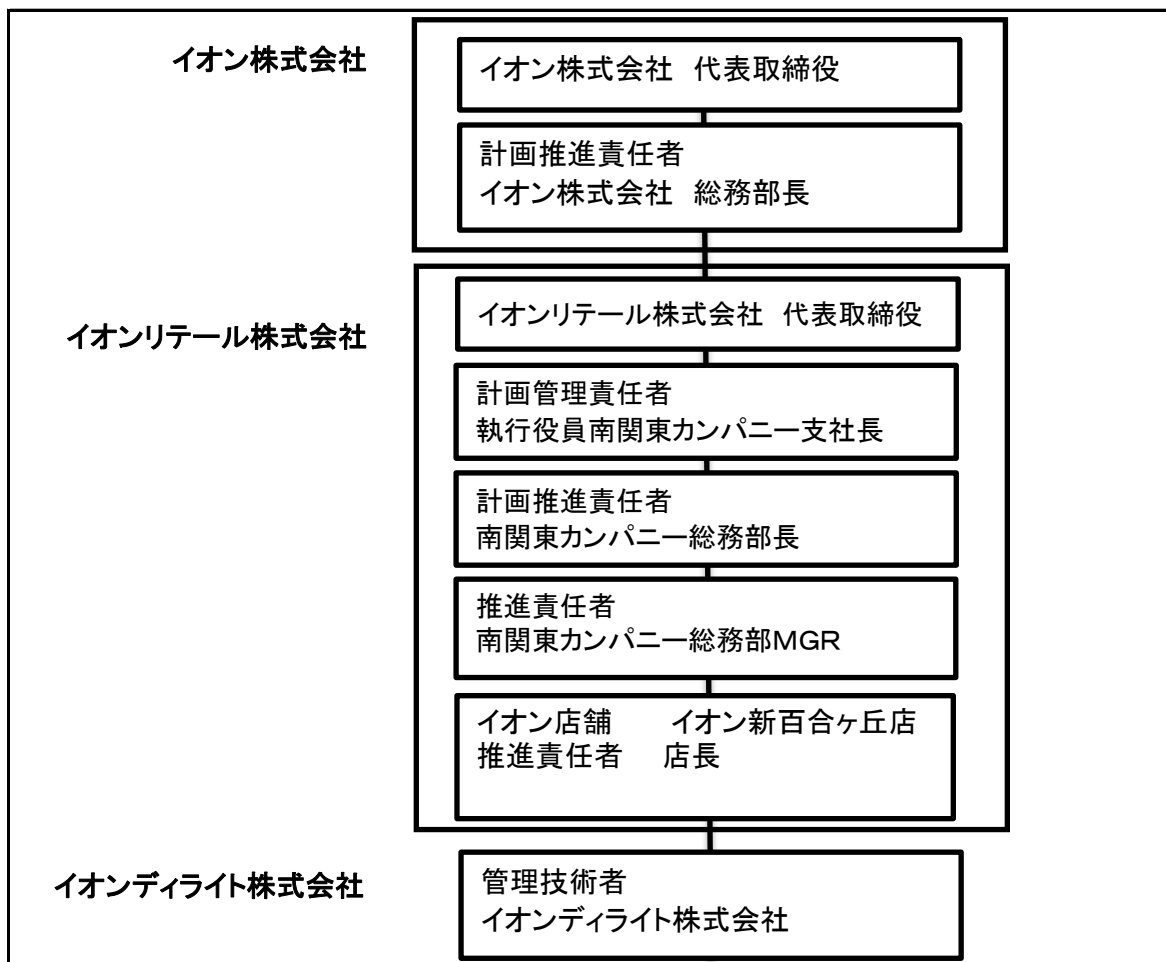 イオン株式会社
イオン株式会社　代表取締役
計画推進責任者
イオン株式会社　総務部長
イオンリテール株式会社
イオンリテール株式会社　代表取締役
計画管理責任者
執行役員南関東カンパニー支社長
計画推進責任者
南関東カンパニー総務部長
推進責任者
南関東カンパニー総務部MGR
イオン店舗　　イオン新百合ヶ丘店
推進責任者　　店長
イオンディライト株式会社
管理技術者
イオンディライト株式会社